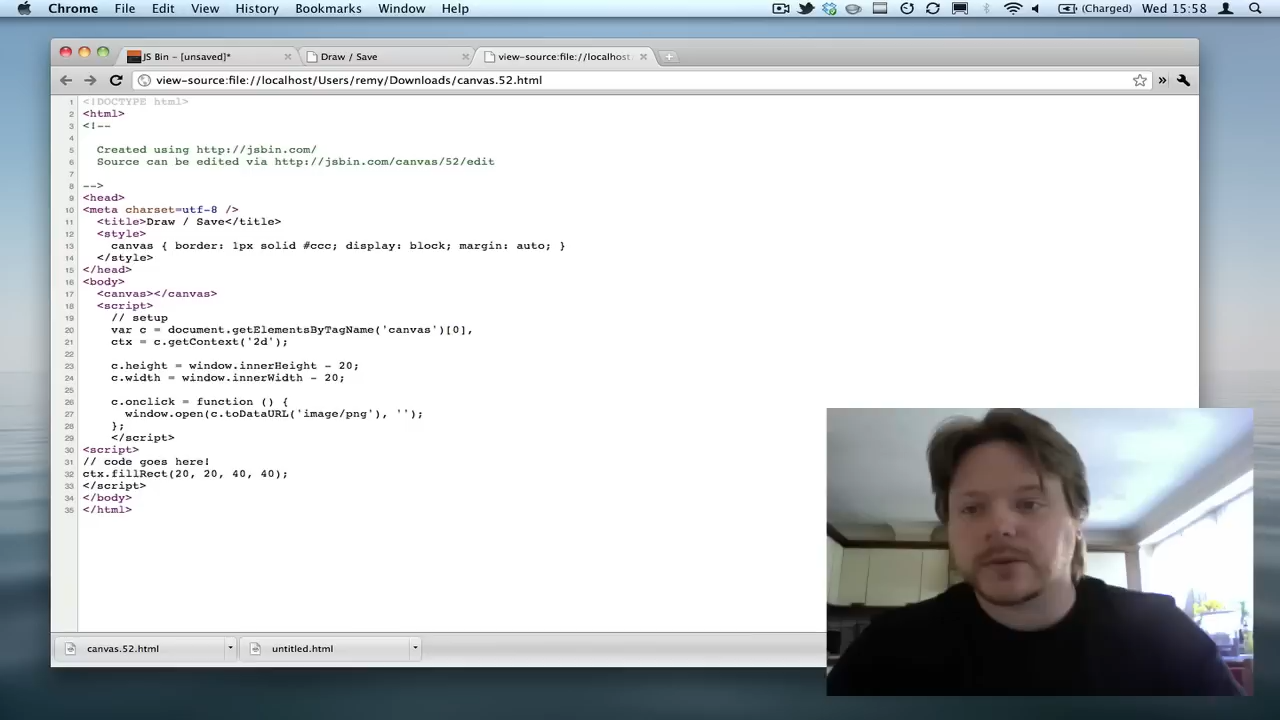 Chrome File Edit View History Bookmarks Window Help (Charged) Wed 15:58
JS Bin - [unsaved]* Draw / Save view-source:file://localhost
view-source:file://localhost/Users/remy/Downloads/canvas.52.html »
1 <!DOCTYPE html>
2 <html>
3 <!--
4
5 Created using http://jsbin.com/
6 Source can be edited via http://jsbin.com/canvas/52/edit
7
8 -->
9 <head>
10 <meta charset=utf-8 />
11 <title>Draw / Save</title>
12 <style>
13 canvas { border: 1px solid #ccc; display: block; margin: auto; }
14 </style>
15 </head>
16 <body>
17 <canvas></canvas>
18 <script>
19 // setup
20 var c = document.getElementsByTagName('canvas')[0],
21 ctx = c.getContext('2d');
22
23 c.height = window.innerHeight - 20;
24 c.width = window.innerWidth - 20;
25
26 c.onclick = function () {
27 window.open(c.toDataURL('image/png'), '');
28 };
29 </script>
30 <script>
31 // code goes here!
32 ctx.fillRect(20, 20, 40, 40);
33 </script>
34 </body>
35 </html>
canvas.52.html untitled.html